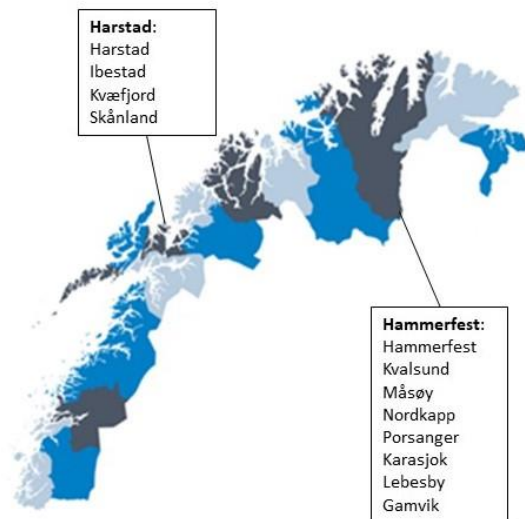 Harstad:
Harstad
Ibestad
Kvæfjord
Skånland
Hammerfest:
Hammerfest
Kvalsund
Måsøy
Nordkapp
Porsanger
Karasjok
Lebesby
Gamvik